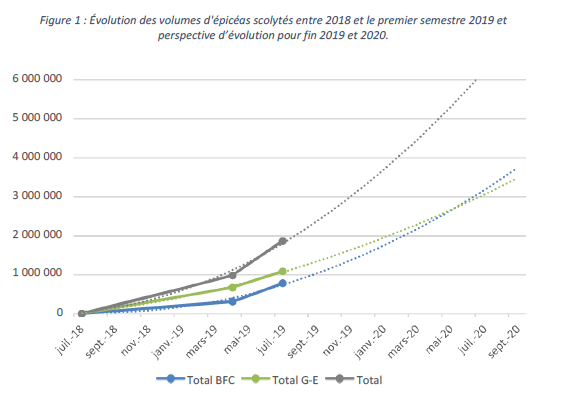 Figure 1 : Évolution des volumes d'épicéas scolytés entre 2018 et le premier semestre 2019 et
perspective d’évolution pour fin 2019 et 2020.
6 000 000
5 000 000
4 000 000
3 000 000
2 000 000
1 000 000
0
juil.-18
sept.-18
nov.-18
janv.-19
mars-19
mai-19
juil.-19
sept.-19
nov.-19
janv.-20
mars-20
mai-20
juil.-20
sept.-20
Total BFC
Total G-E
Total